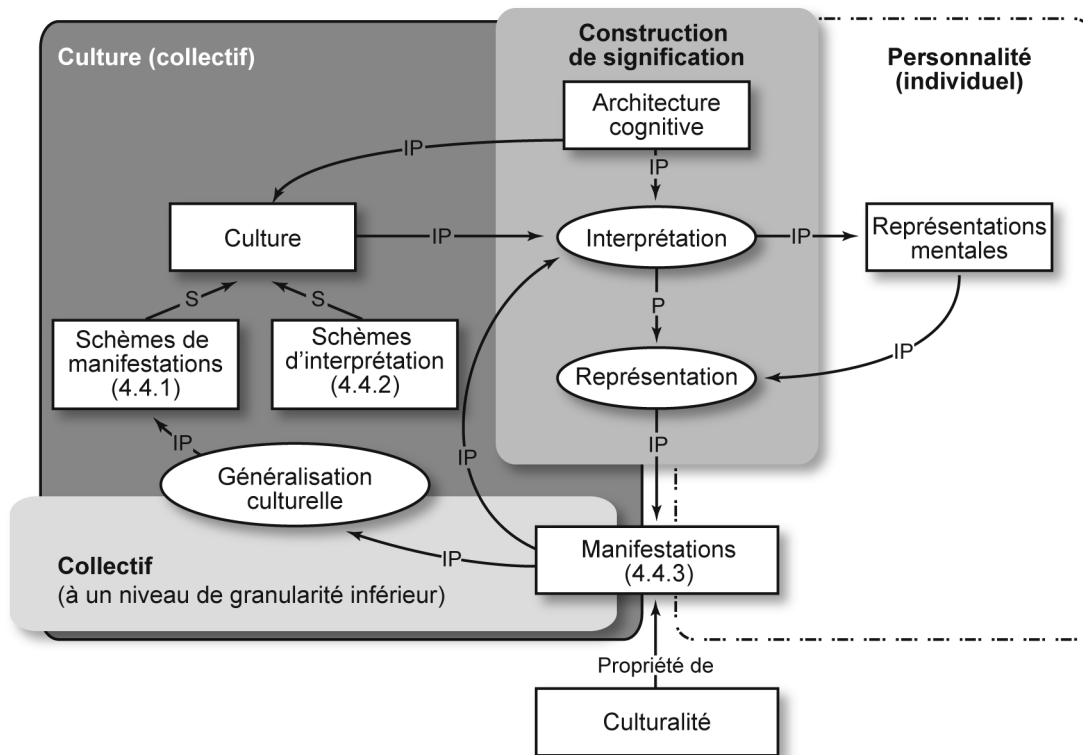 Culture (collectif)
Construction
de signification
Personnalité
(individuel)
Architecture
cognitive
IP
IP
Culture
IP
Interprétation
IP
Représentations
mentales
S
S
P
Schèmes de
manifestations
(4.4.1)
Schèmes
d'interprétation
(4.4.2)
Représentation
IP
IP
IP
IP
Généralisation
culturelle
IP
Collectif
(à un niveau de granularité inférieur)
Manifestations
(4.4.3)
Propriété de
Culturalité